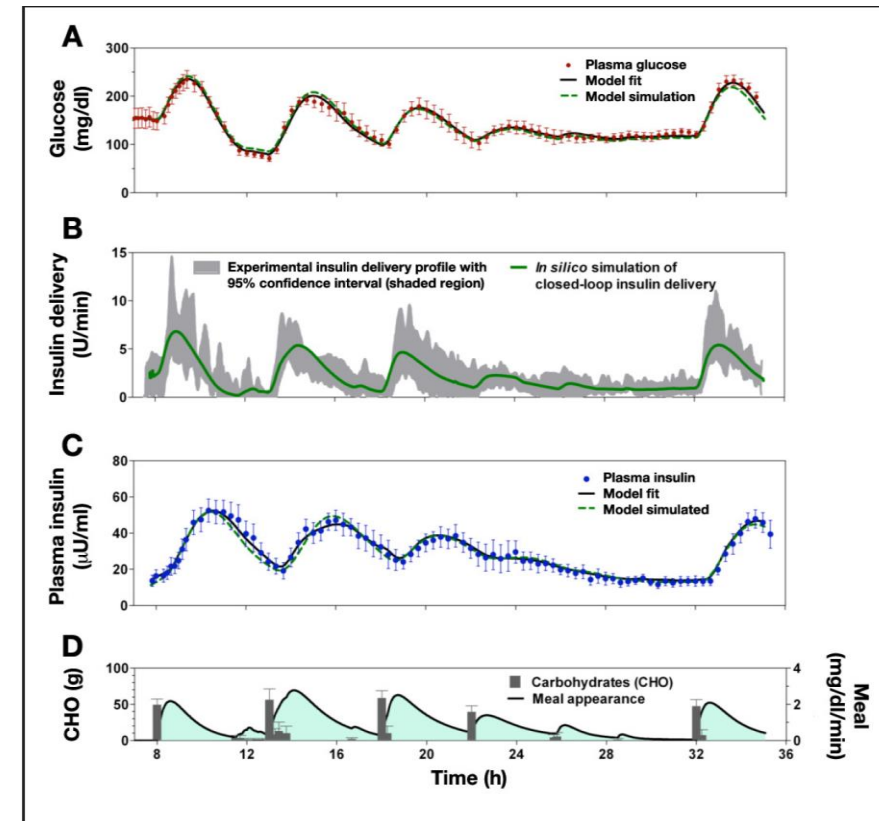 A
300
200
100
0
Glucose
(mg/dl)
Plasma glucose
Model fit
Model simulation
B
15
10
5
0
Insulin delivery
(U/min)
Experimental insulin delivery profile with
95% confidence interval (shaded region)
In silico simulation of
closed-loop insulin delivery
C
80
60
40
20
0
Plasma insulin
(μU/ml)
Plasma insulin
Model fit
Model simulated
D
100
50
0
CHO (g)
Carbohydrates (CHO)
Meal appearance
4
2
0
Meal
(mg/dl/min)
8 12 16 20 24 28 32 36
Time (h)